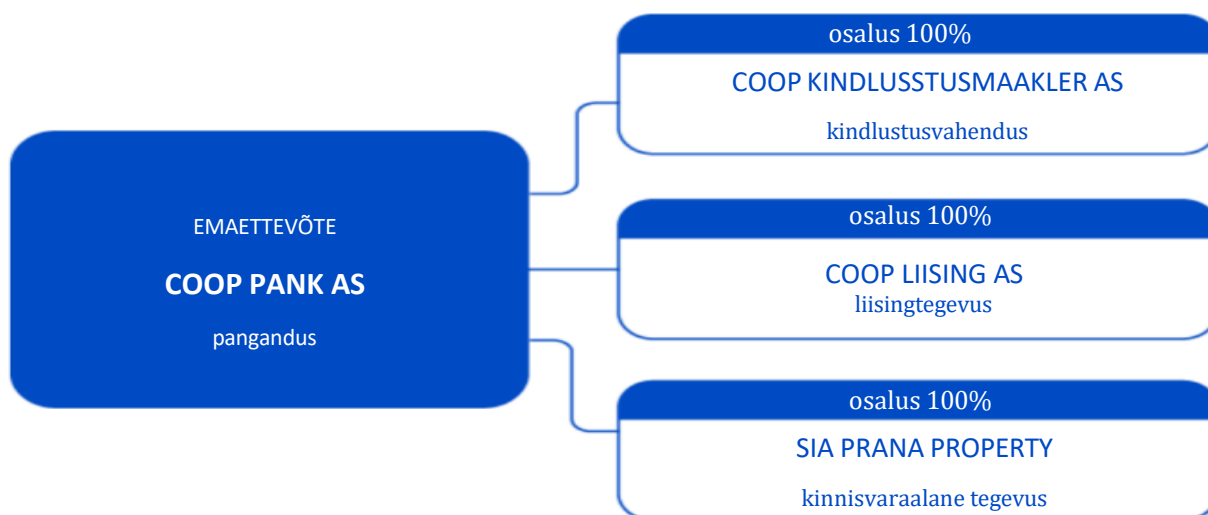 EMAETTEVÕTE
COOP PANK AS
pangandus
osalus 100%
COOP KINDLUSSTUSMAAKLER AS
kindlustusvahendus
osalus 100%
COOP LIISING AS
liisingtegevus
osalus 100%
SIA PRANA PROPERTY
kinnisvaraalane tegevus